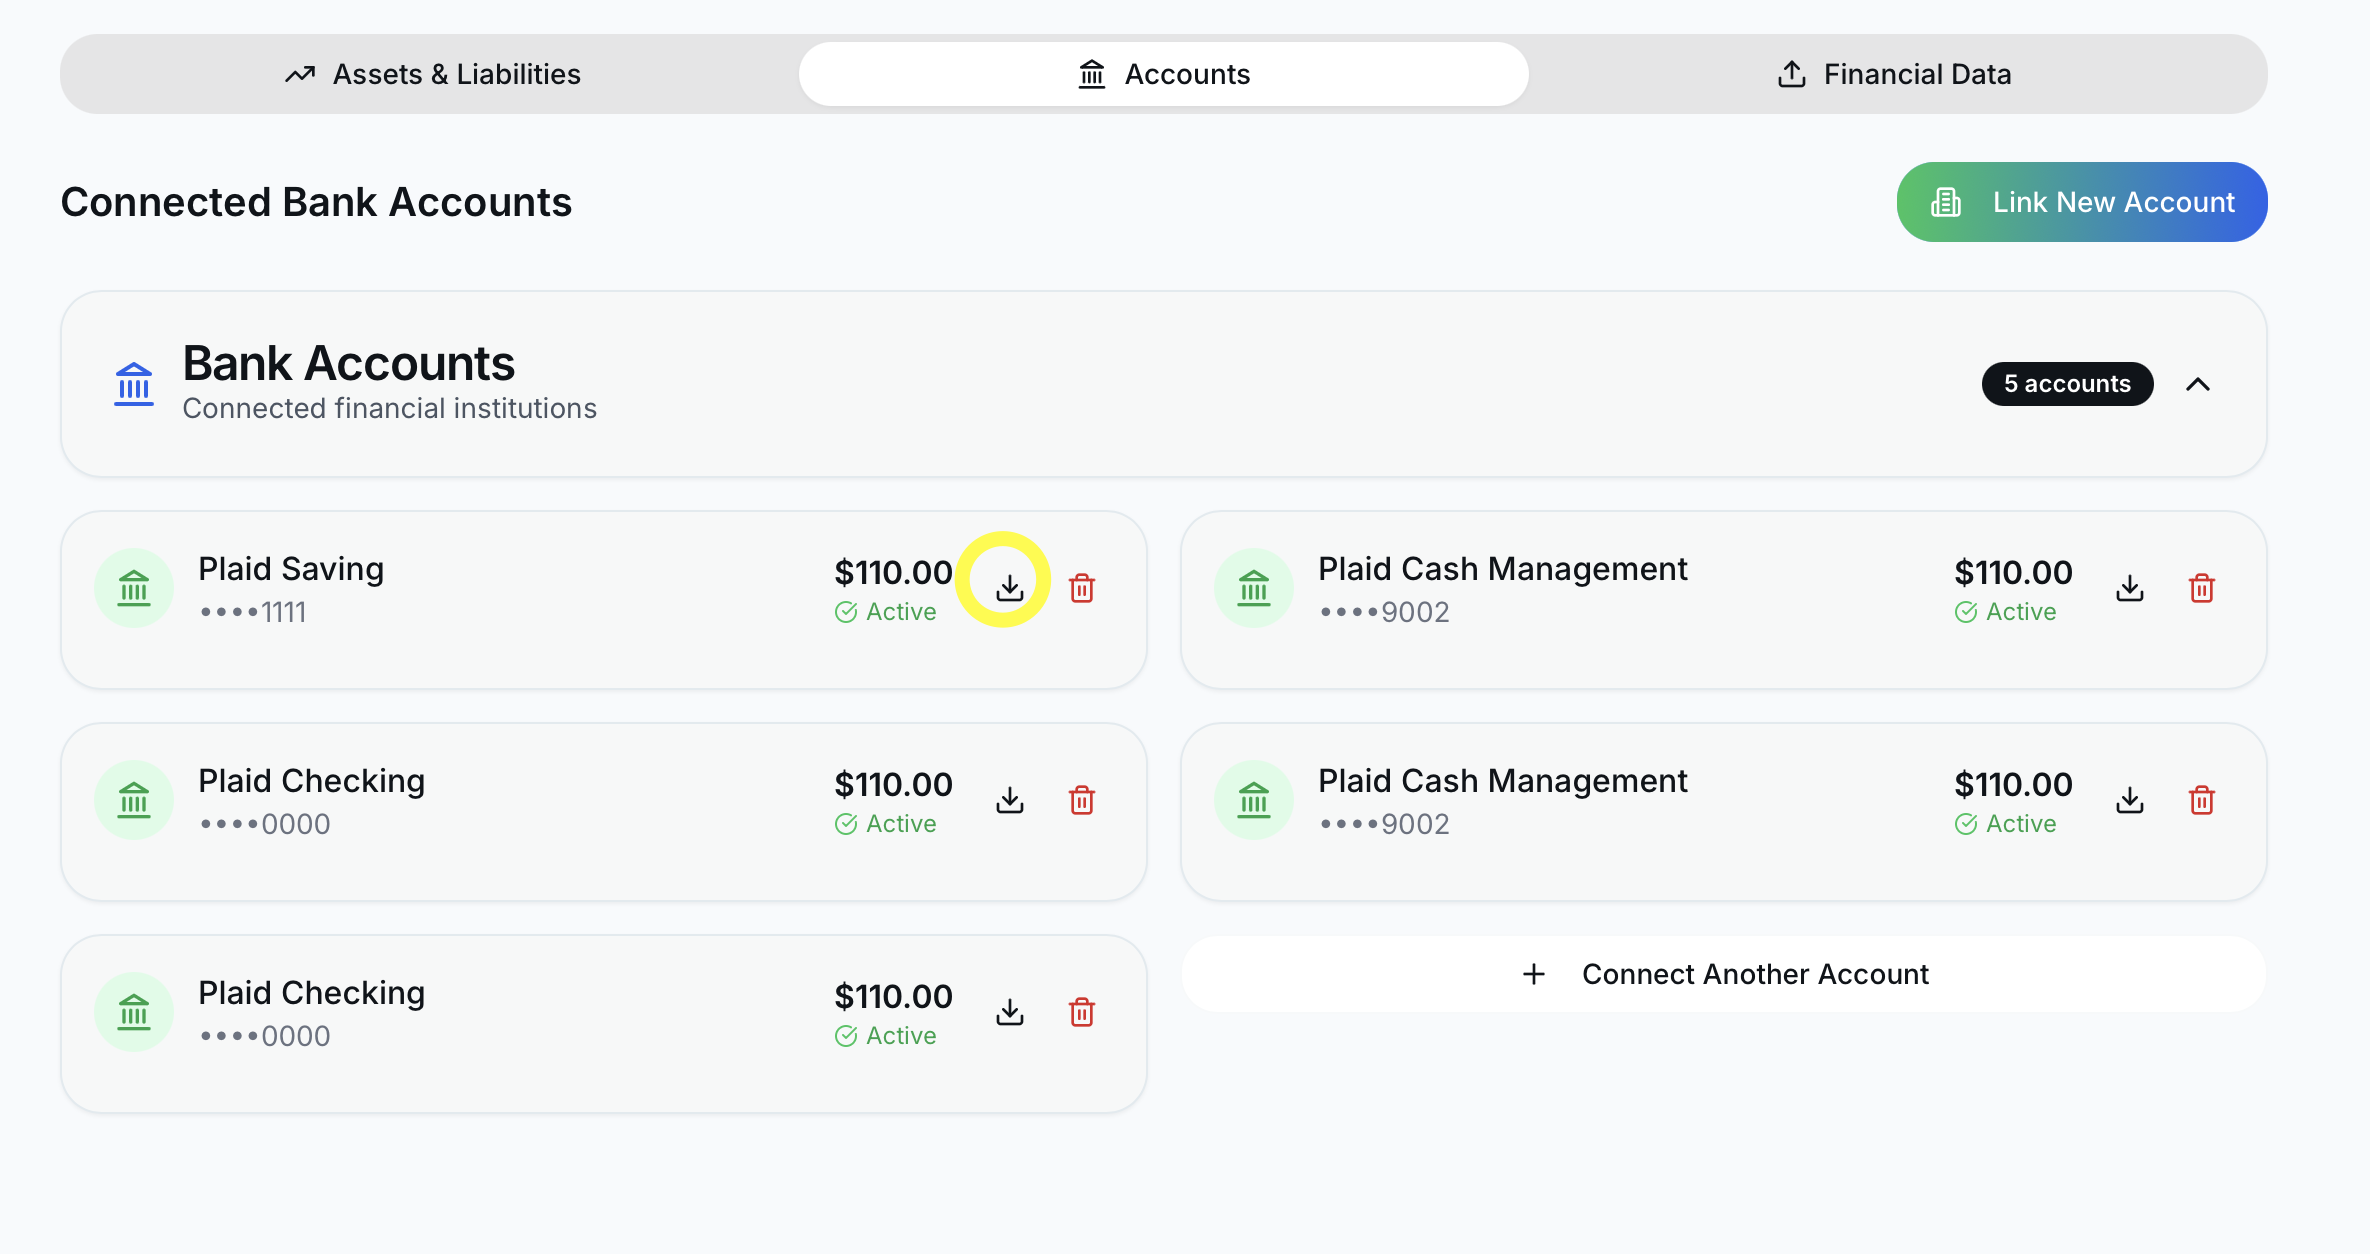 Assets & Liabilities
Accounts
Financial Data
Connected Bank Accounts
Link New Account
Bank Accounts
Connected financial institutions
5 accounts
Plaid Saving
••••1111
$110.00
Active
Plaid Cash Management
••••9002
$110.00
Active
Plaid Checking
••••0000
$110.00
Active
Plaid Cash Management
••••9002
$110.00
Active
Plaid Checking
••••0000
$110.00
Active
Connect Another Account